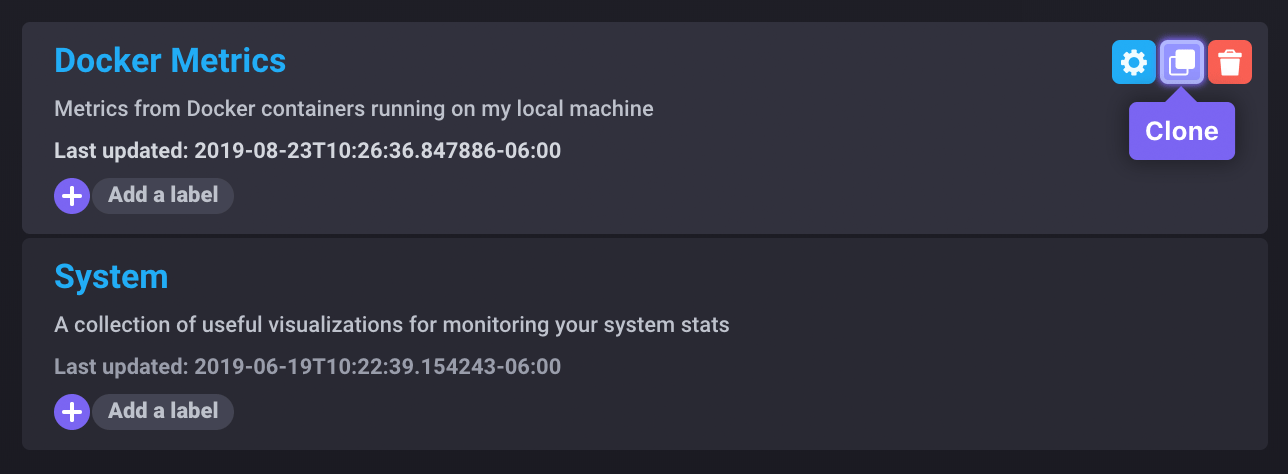 Docker Metrics
Metrics from Docker containers running on my local machine
Clone
Last updated: 2019-08-23T10:26:36.847886-06:00
Add a label
System
A collection of useful visualizations for monitoring your system stats
Last updated: 2019-06-19T10:22:39.154243-06:00
Add a label